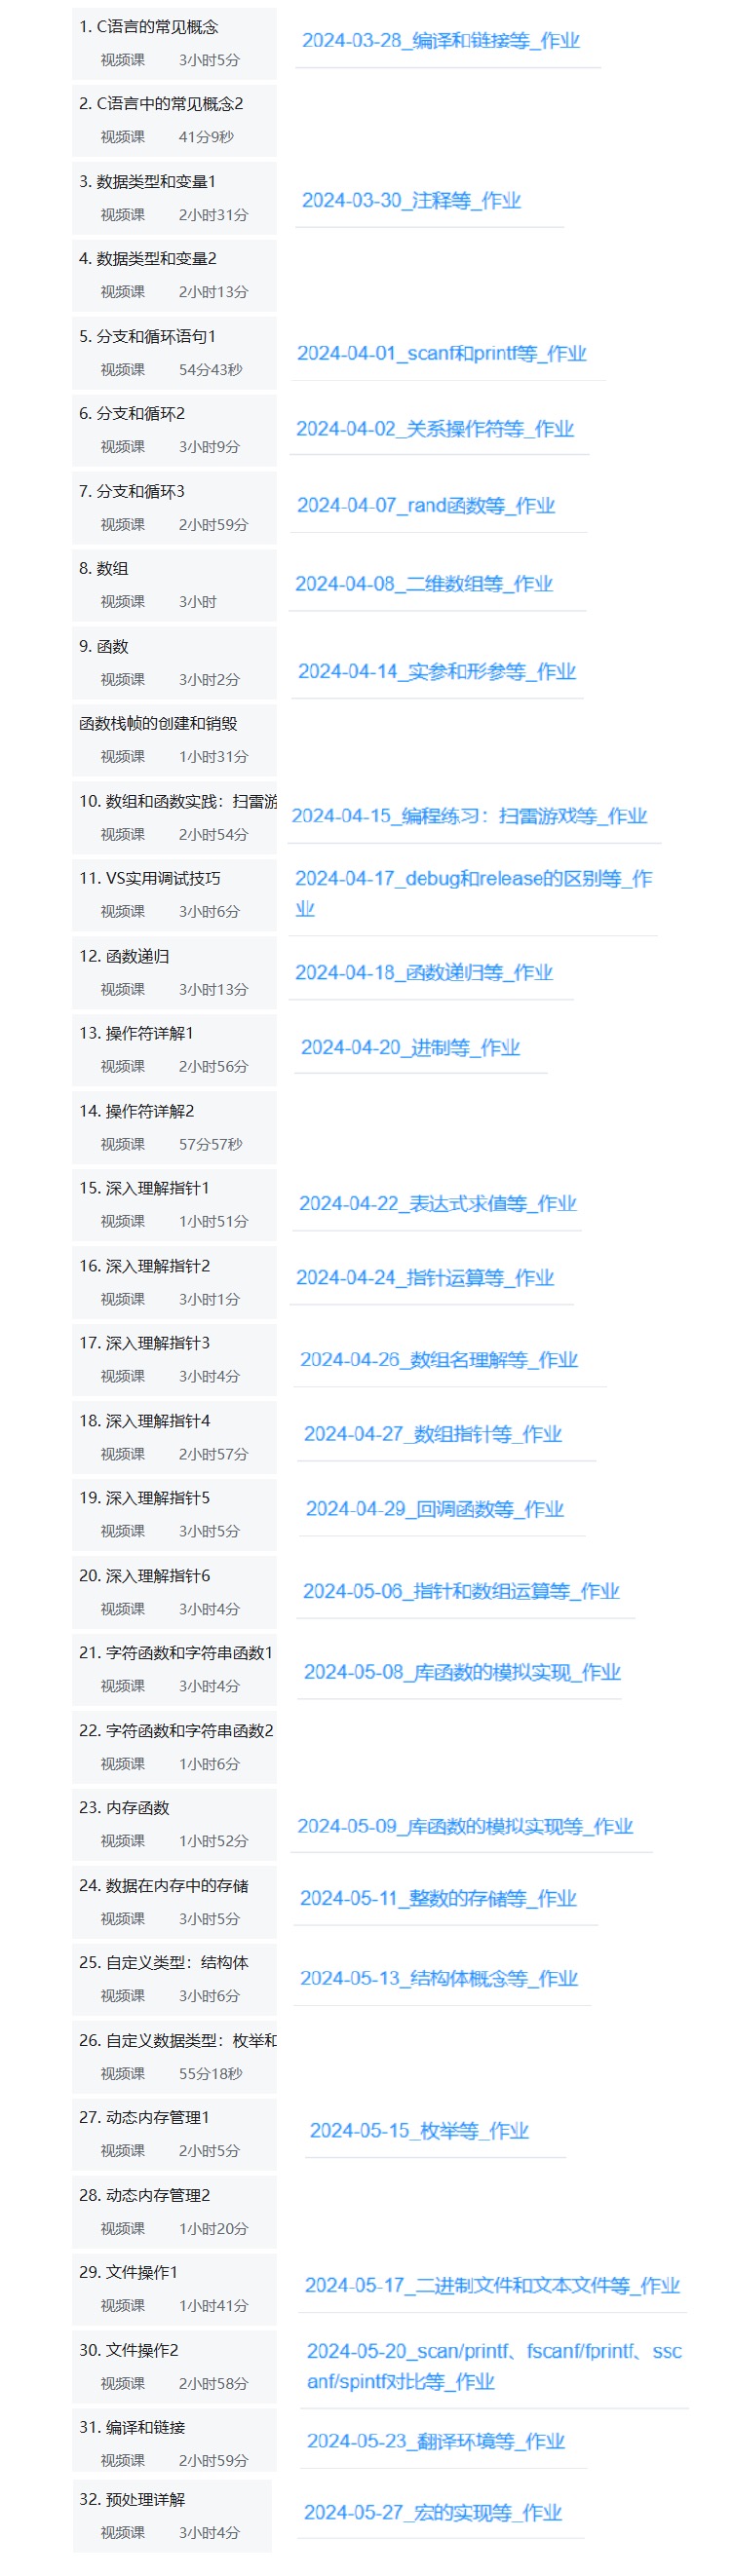 1. C语言的常见概念
2024-03-28_编译和链接等_作业
视频课 3小时5分
2. C语言中的常见概念2
视频课 41分9秒
3. 数据类型和变量1
2024-03-30_注释等_作业
视频课 2小时31分
4. 数据类型和变量2
视频课 2小时13分
5. 分支和循环语句1
2024-04-01_scanf和printf等_作业
视频课 54分43秒
6. 分支和循环2
2024-04-02_关系操作符等_作业
视频课 3小时9分
7. 分支和循环3
2024-04-07_rand函数等_作业
视频课 2小时59分
8. 数组
2024-04-08_二维数组等_作业
视频课 3小时
9. 函数
2024-04-14_实参和形参等_作业
视频课 3小时2分
函数栈帧的创建和销毁
视频课 1小时31分
10. 数组和函数实践：扫雷游
2024-04-15_编程练习：扫雷游戏等_作业
视频课 2小时54分
11. VS实用调试技巧
2024-04-17_debug和release的区别等_作
业
视频课 3小时6分
12. 函数递归
2024-04-18_函数递归等_作业
视频课 3小时13分
13. 操作符详解1
2024-04-20_进制等_作业
视频课 2小时56分
14. 操作符详解2
视频课 57分57秒
15. 深入理解指针1
2024-04-22_表达式求值等_作业
视频课 1小时51分
16. 深入理解指针2
2024-04-24_指针运算等_作业
视频课 3小时1分
17. 深入理解指针3
2024-04-26_数组名理解等_作业
视频课 3小时4分
18. 深入理解指针4
2024-04-27_数组指针等_作业
视频课 2小时57分
19. 深入理解指针5
2024-04-29_回调函数等_作业
视频课 3小时5分
20. 深入理解指针6
2024-05-06_指针和数组运算等_作业
视频课 3小时4分
21. 字符函数和字符串函数1
2024-05-08_库函数的模拟实现_作业
视频课 3小时4分
22. 字符函数和字符串函数2
视频课 1小时6分
23. 内存函数
2024-05-09_库函数的模拟实现等_作业
视频课 1小时52分
24. 数据在内存中的存储
2024-05-11_整数的存储等_作业
视频课 3小时5分
25. 自定义类型：结构体
2024-05-13_结构体概念等_作业
视频课 3小时6分
26. 自定义数据类型：枚举和
视频课 55分18秒
27. 动态内存管理1
2024-05-15_枚举等_作业
视频课 2小时5分
28. 动态内存管理2
视频课 1小时20分
29. 文件操作1
2024-05-17_二进制文件和文本文件等_作业
视频课 1小时41分
30. 文件操作2
2024-05-20_scan/printf、fscanf/fprintf、ssc
anf/spintf对比等_作业
视频课 2小时58分
31. 编译和链接
2024-05-23_翻译环境等_作业
视频课 2小时59分
32. 预处理详解
2024-05-27_宏的实现等_作业
视频课 3小时4分